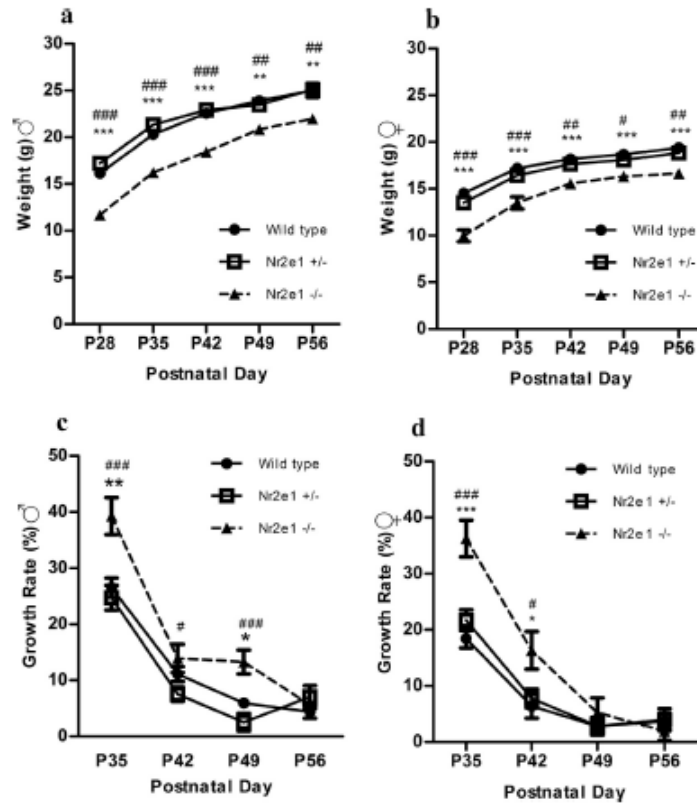 a
Weight (g) ♂
30
25
20
15
10
5
0
###
***
###
***
###
***
##
**
##
**
Wild type
Nr2e1 +/-
Nr2e1 -/-
P28 P35 P42 P49 P56
Postnatal Day
b
Weight (g) ♀
30
25
20
15
10
5
0
###
***
###
***
##
***
#
***
##
***
Wild type
Nr2e1 +/-
Nr2e1 -/-
P28 P35 P42 P49 P56
Postnatal Day
c
Growth Rate (%) ♂
50
40
30
20
10
0
###
**
#
###
*
Wild type
Nr2e1 +/-
Nr2e1 -/-
P35 P42 P49 P56
Postnatal Day
d
Growth Rate (%) ♀
50
40
30
20
10
0
###
***
#
*
Wild type
Nr2e1 +/-
Nr2e1 -/-
P35 P42 P49 P56
Postnatal Day